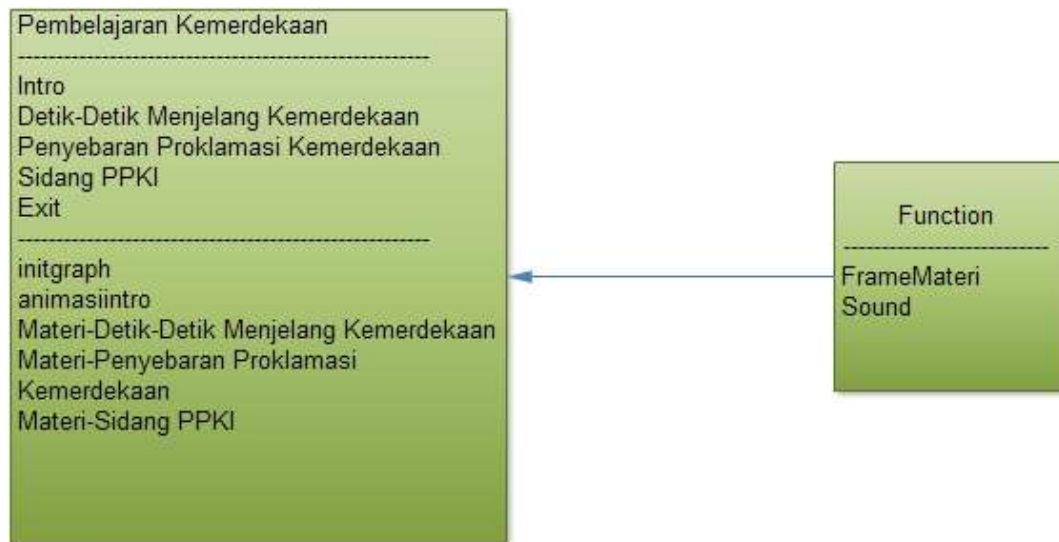 Pembelajaran Kemerdekaan
-----------------------------------------------------
Intro
Detik-Detik Menjelang Kemerdekaan
Penyebaran Proklamasi Kemerdekaan
Sidang PPKI
Exit
-----------------------------------------------------
initgraph
animasiintro
Materi-Detik-Detik Menjelang Kemerdekaan
Materi-Penyebaran Proklamasi
Kemerdekaan
Materi-Sidang PPKI
Function
--------------------------
FrameMateri
Sound